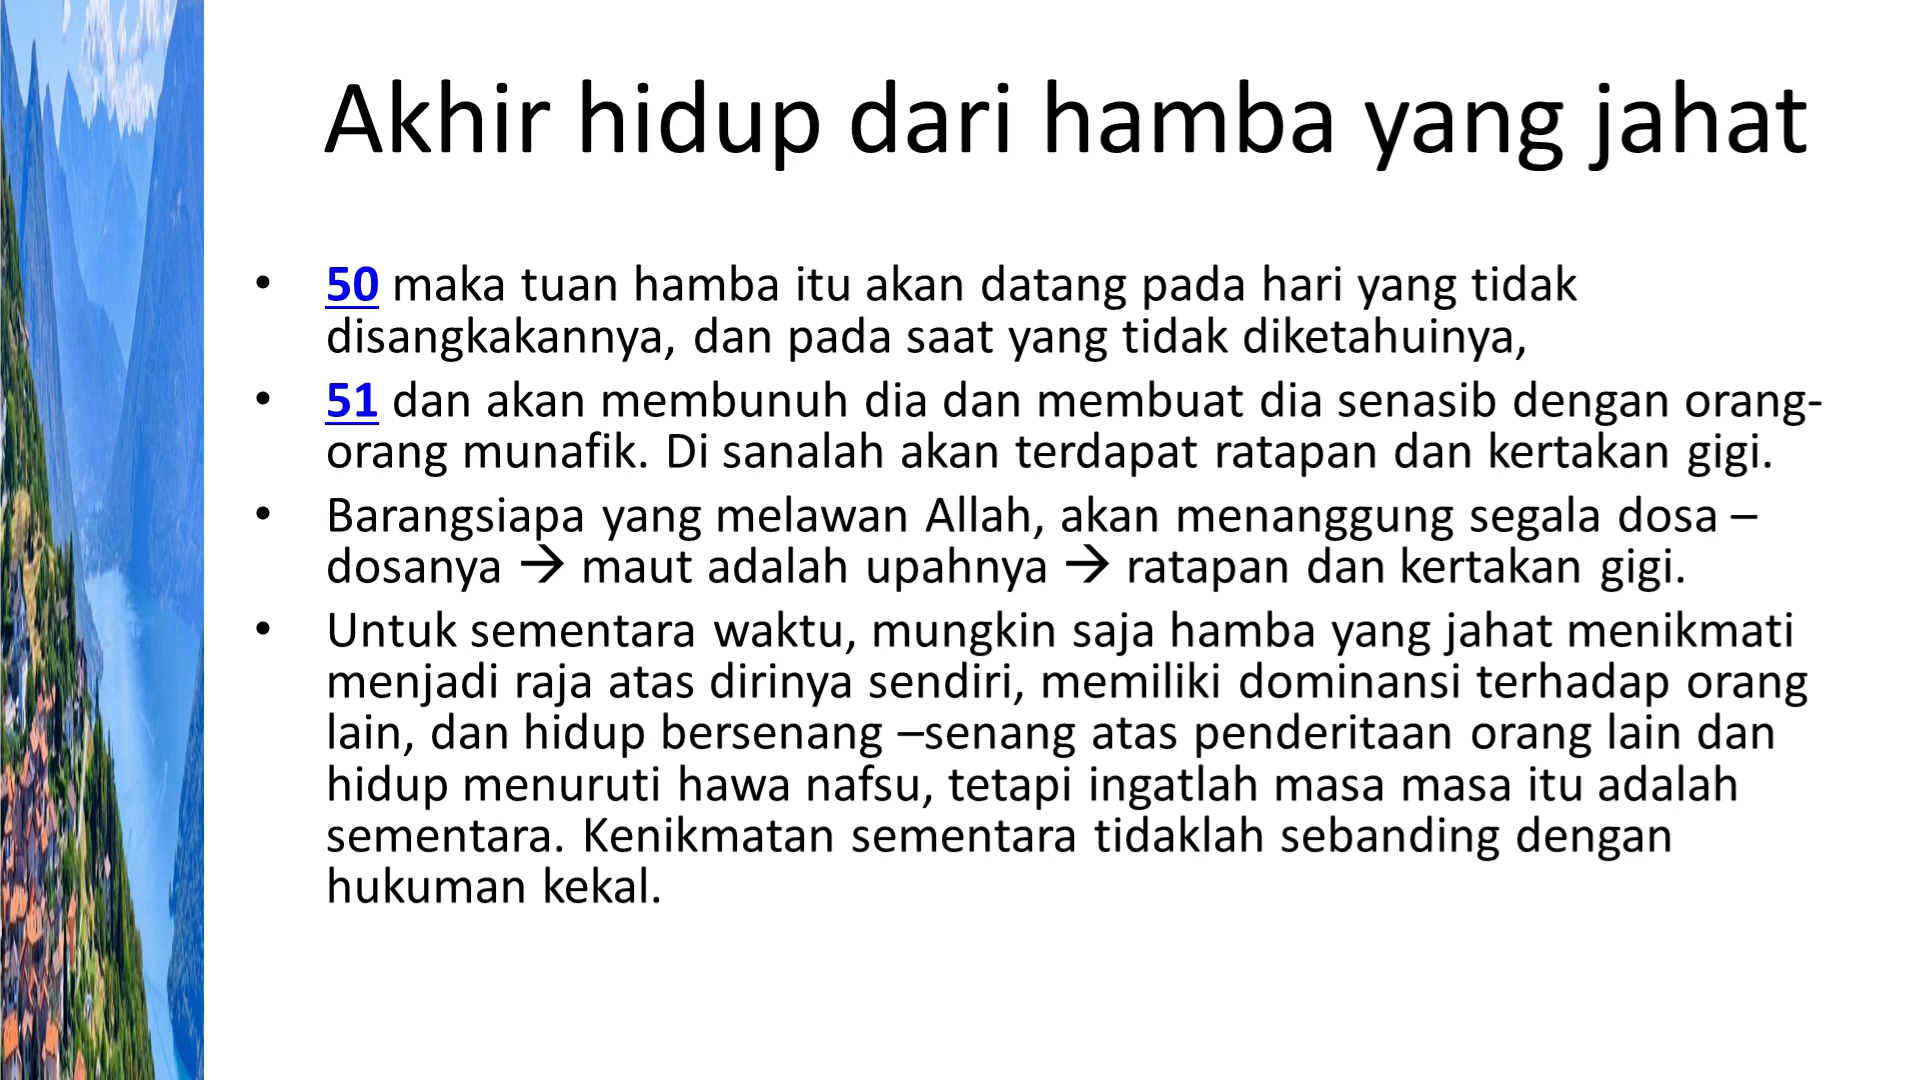 Akhir hidup dari hamba yang jahat
• 50 maka tuan hamba itu akan datang pada hari yang tidak
disangkakannya, dan pada saat yang tidak diketahuinya,
• 51 dan akan membunuh dia dan membuat dia senasib dengan orang-
orang munafik. Di sanalah akan terdapat ratapan dan kertakan gigi.
• Barangsiapa yang melawan Allah, akan menanggung segala dosa –
dosanya → maut adalah upahnya → ratapan dan kertakan gigi.
• Untuk sementara waktu, mungkin saja hamba yang jahat menikmati
menjadi raja atas dirinya sendiri, memiliki dominansi terhadap orang
lain, dan hidup bersenang –senang atas penderitaan orang lain dan
hidup menuruti hawa nafsu, tetapi ingatlah masa masa itu adalah
sementara. Kenikmatan sementara tidaklah sebanding dengan
hukuman kekal.